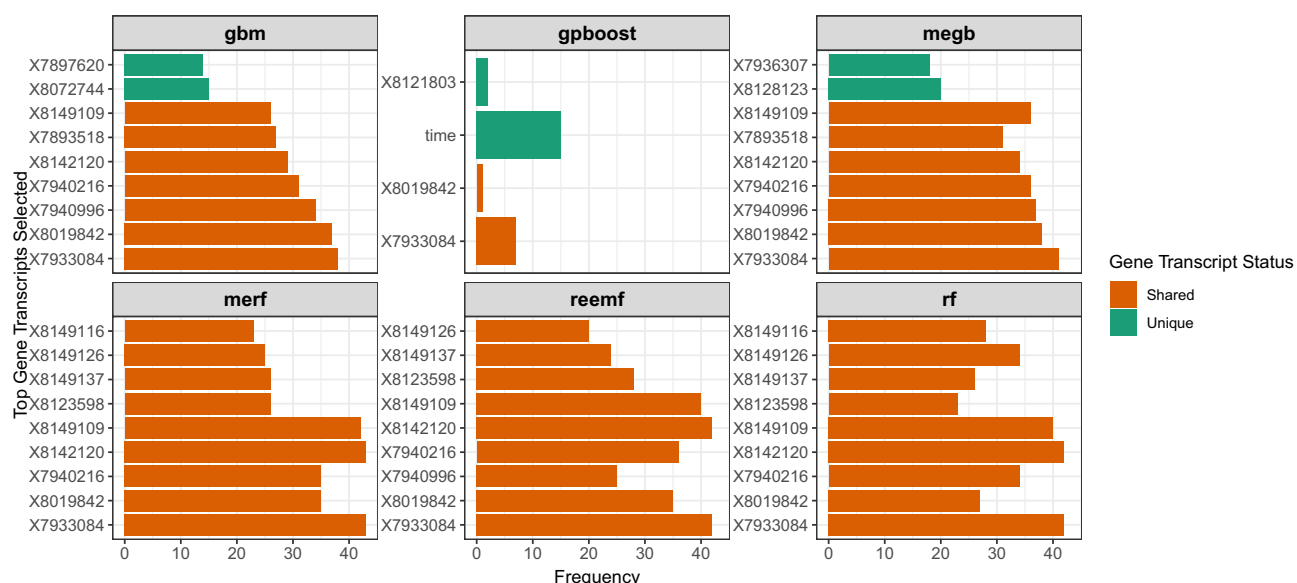 gbm
gpboost
megb
X7897620
X8072744
X8149109
X7893518
X8142120
X7940216
X7940996
X8019842
X7933084
X8121803
time
X8019842
X7933084
X7936307
X8128123
X8149109
X7893518
X8142120
X7940216
X7940996
X8019842
X7933084
merf
reemf
rf
X8149116
X8149126
X8149137
X8123598
X8149109
X8142120
X7940216
X8019842
X7933084
X8149126
X8149137
X8123598
X8149109
X8142120
X7940216
X7940996
X8019842
X7933084
X8149116
X8149126
X8149137
X8123598
X8149109
X8142120
X7940216
X8019842
X7933084
0 10 20 30 40
0 10 20 30 40
0 10 20 30 40
Frequency
Top Gene Transcripts Selected
Gene Transcript Status
Shared
Unique